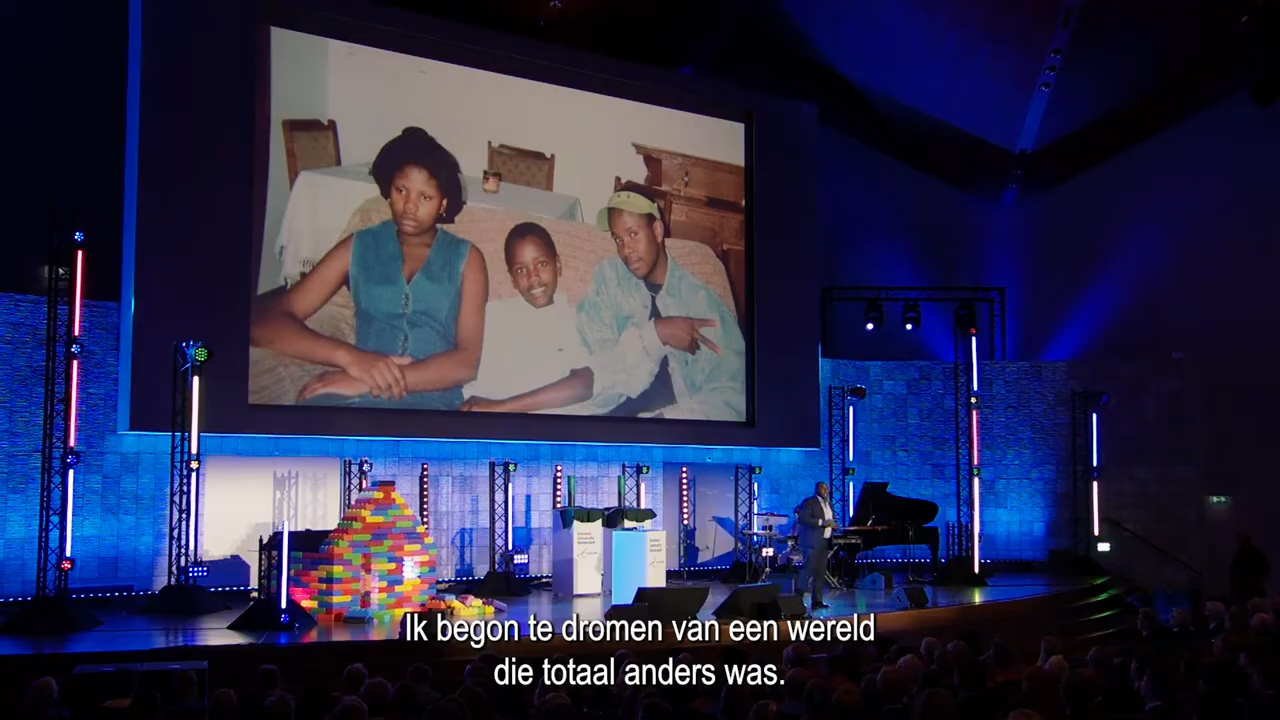 Ik begon te dromen van een wereld
die totaal anders was.